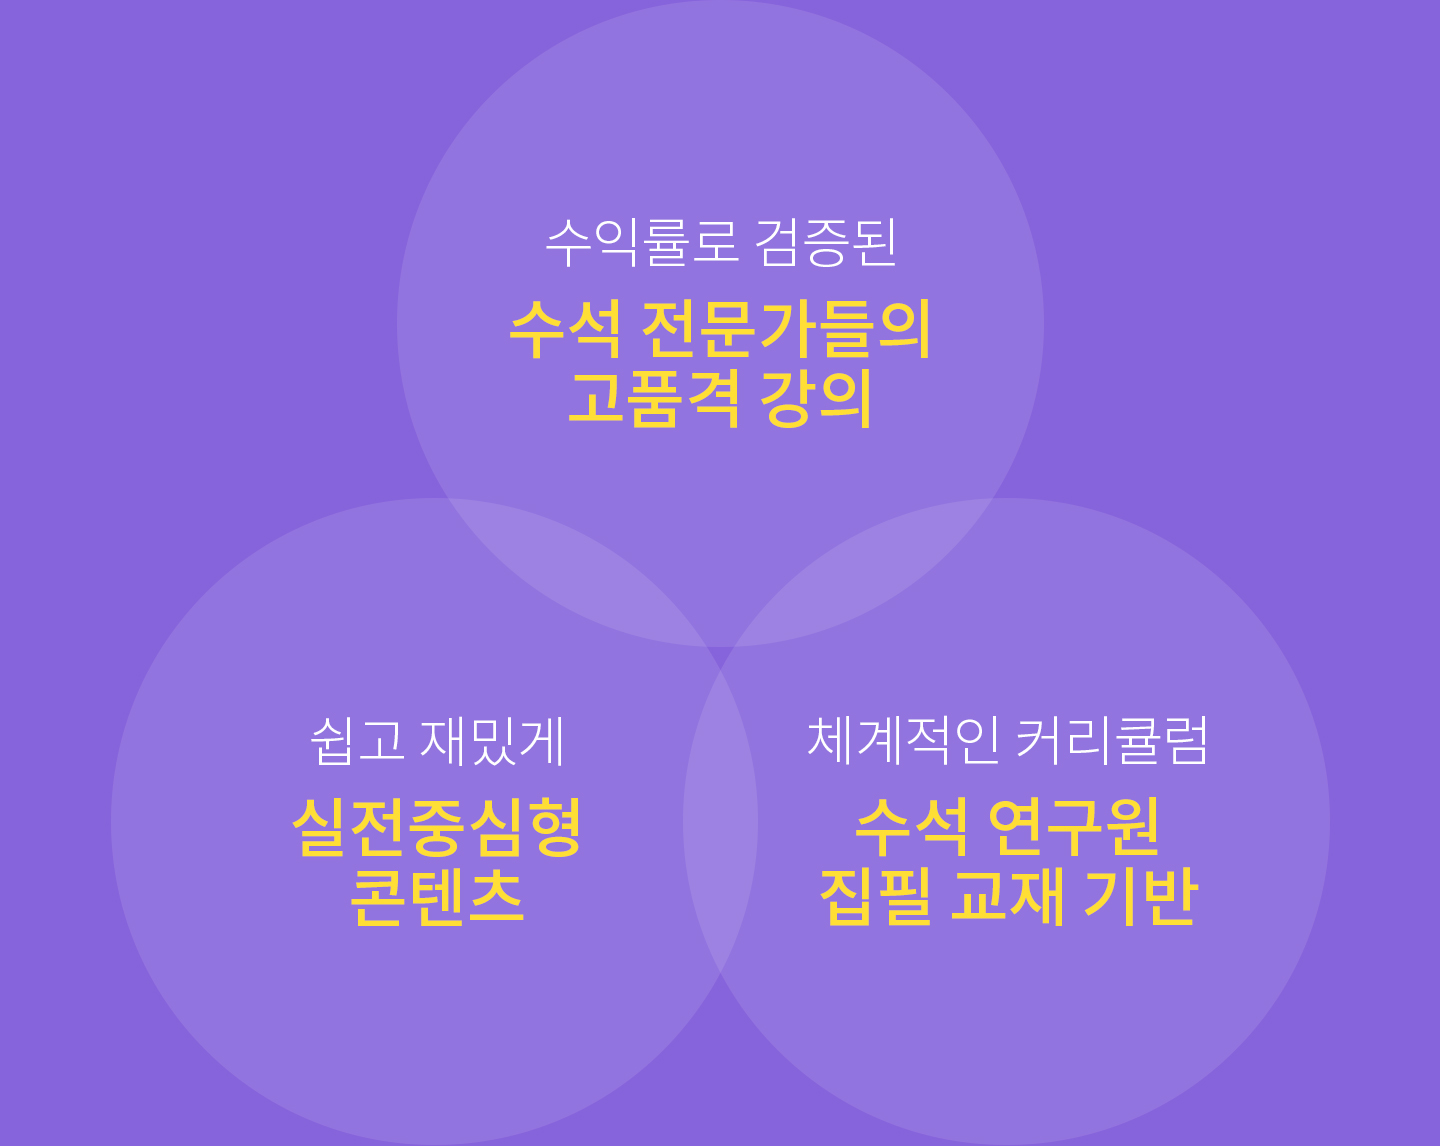 수익률로 검증된
수석 전문가들의
고품격 강의
쉽고 재밌게
실전중심형
콘텐츠
체계적인 커리큘럼
수석 연구원
집필 교재 기반